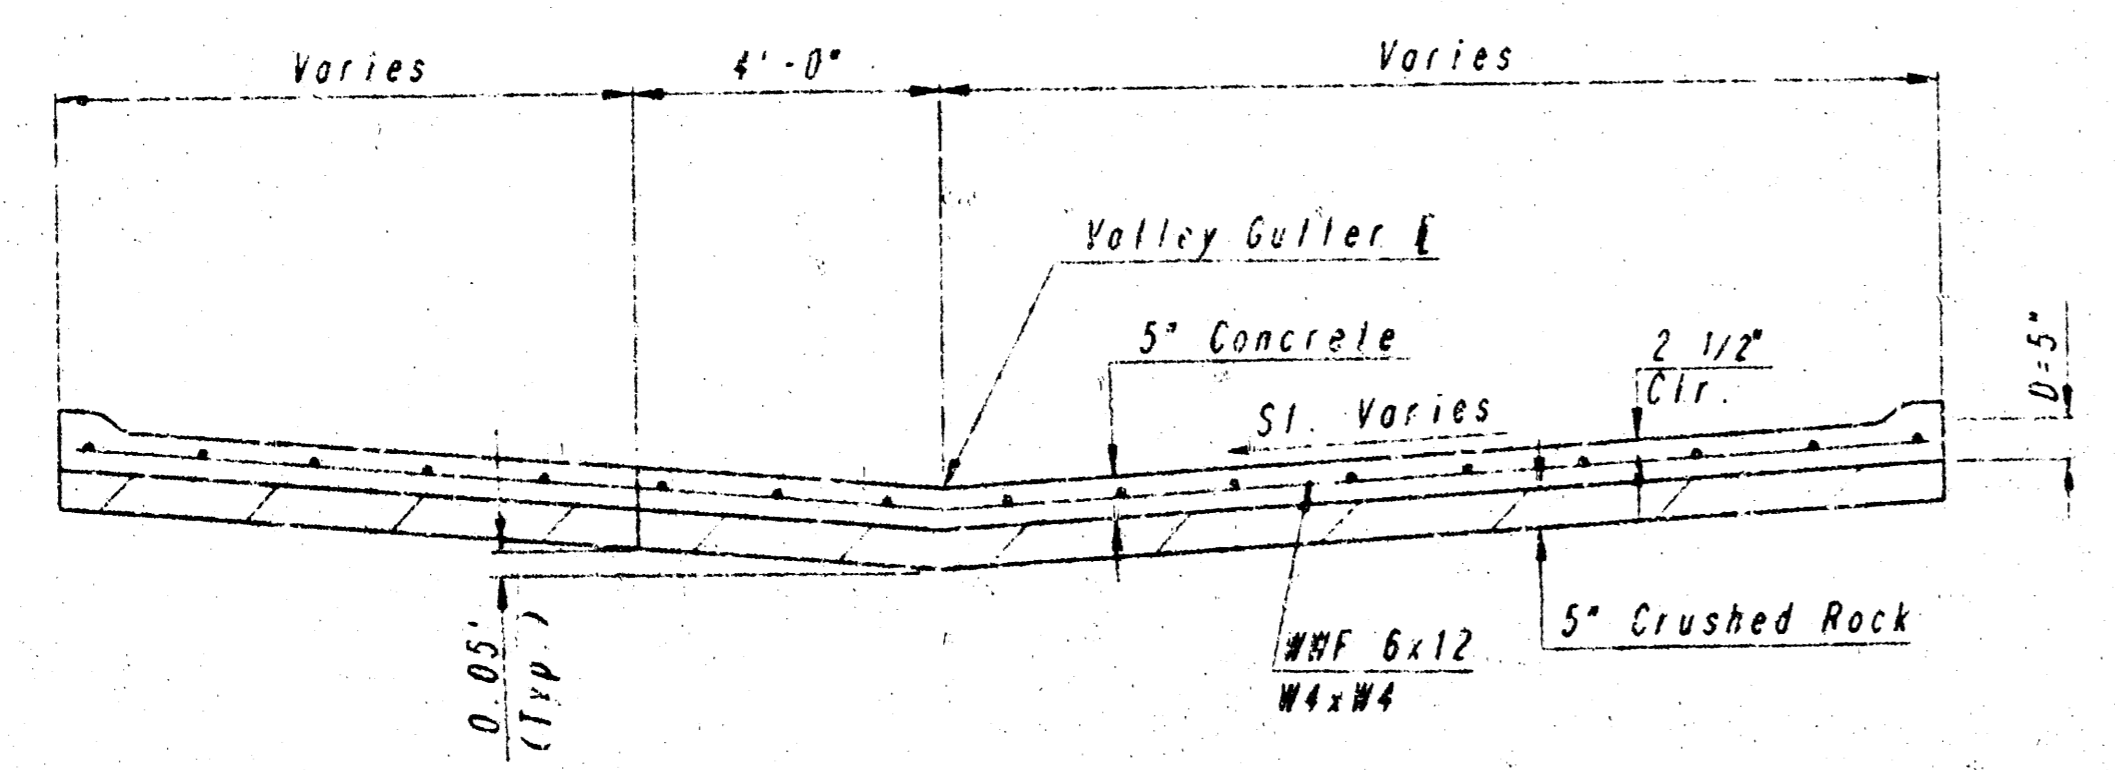 Varies
4'-0"
Varies
Valley Gutter ℄
5" Concrete
2 1/2"
Clr.
D=5"
Sl. Varies
0.05'
(Typ.)
WWF 6x12
W4xW4
5" Crushed Rock